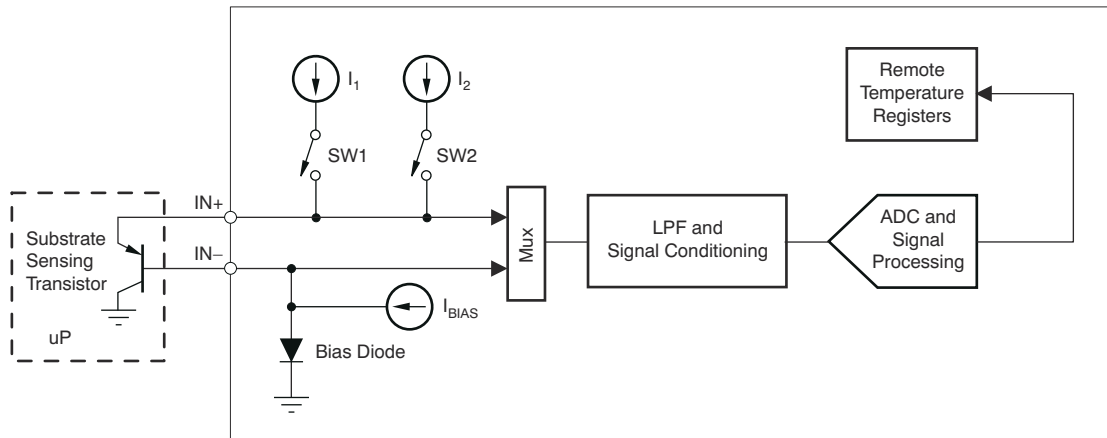 I1
I2
SW1
SW2
Remote
Temperature
Registers
IN+
IN−
Substrate
Sensing
Transistor
uP
Mux
LPF and
Signal Conditioning
ADC and
Signal
Processing
IBIAS
Bias Diode